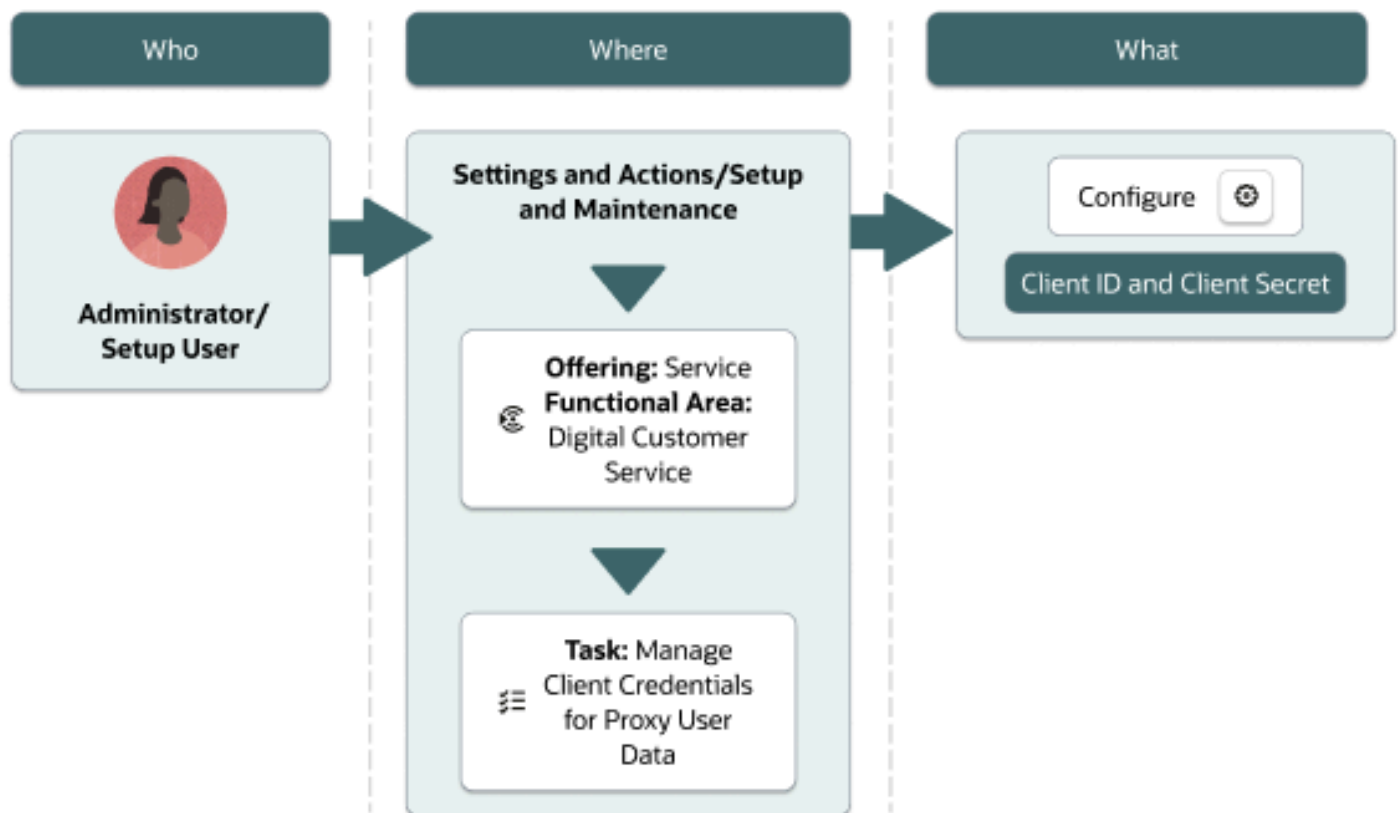 Who
Where
What
Administrator/
Setup User
Settings and Actions/Setup
and Maintenance
Offering: Service
Functional Area:
Digital Customer
Service
Task: Manage
Client Credentials
for Proxy User
Data
Configure
Client ID and Client Secret